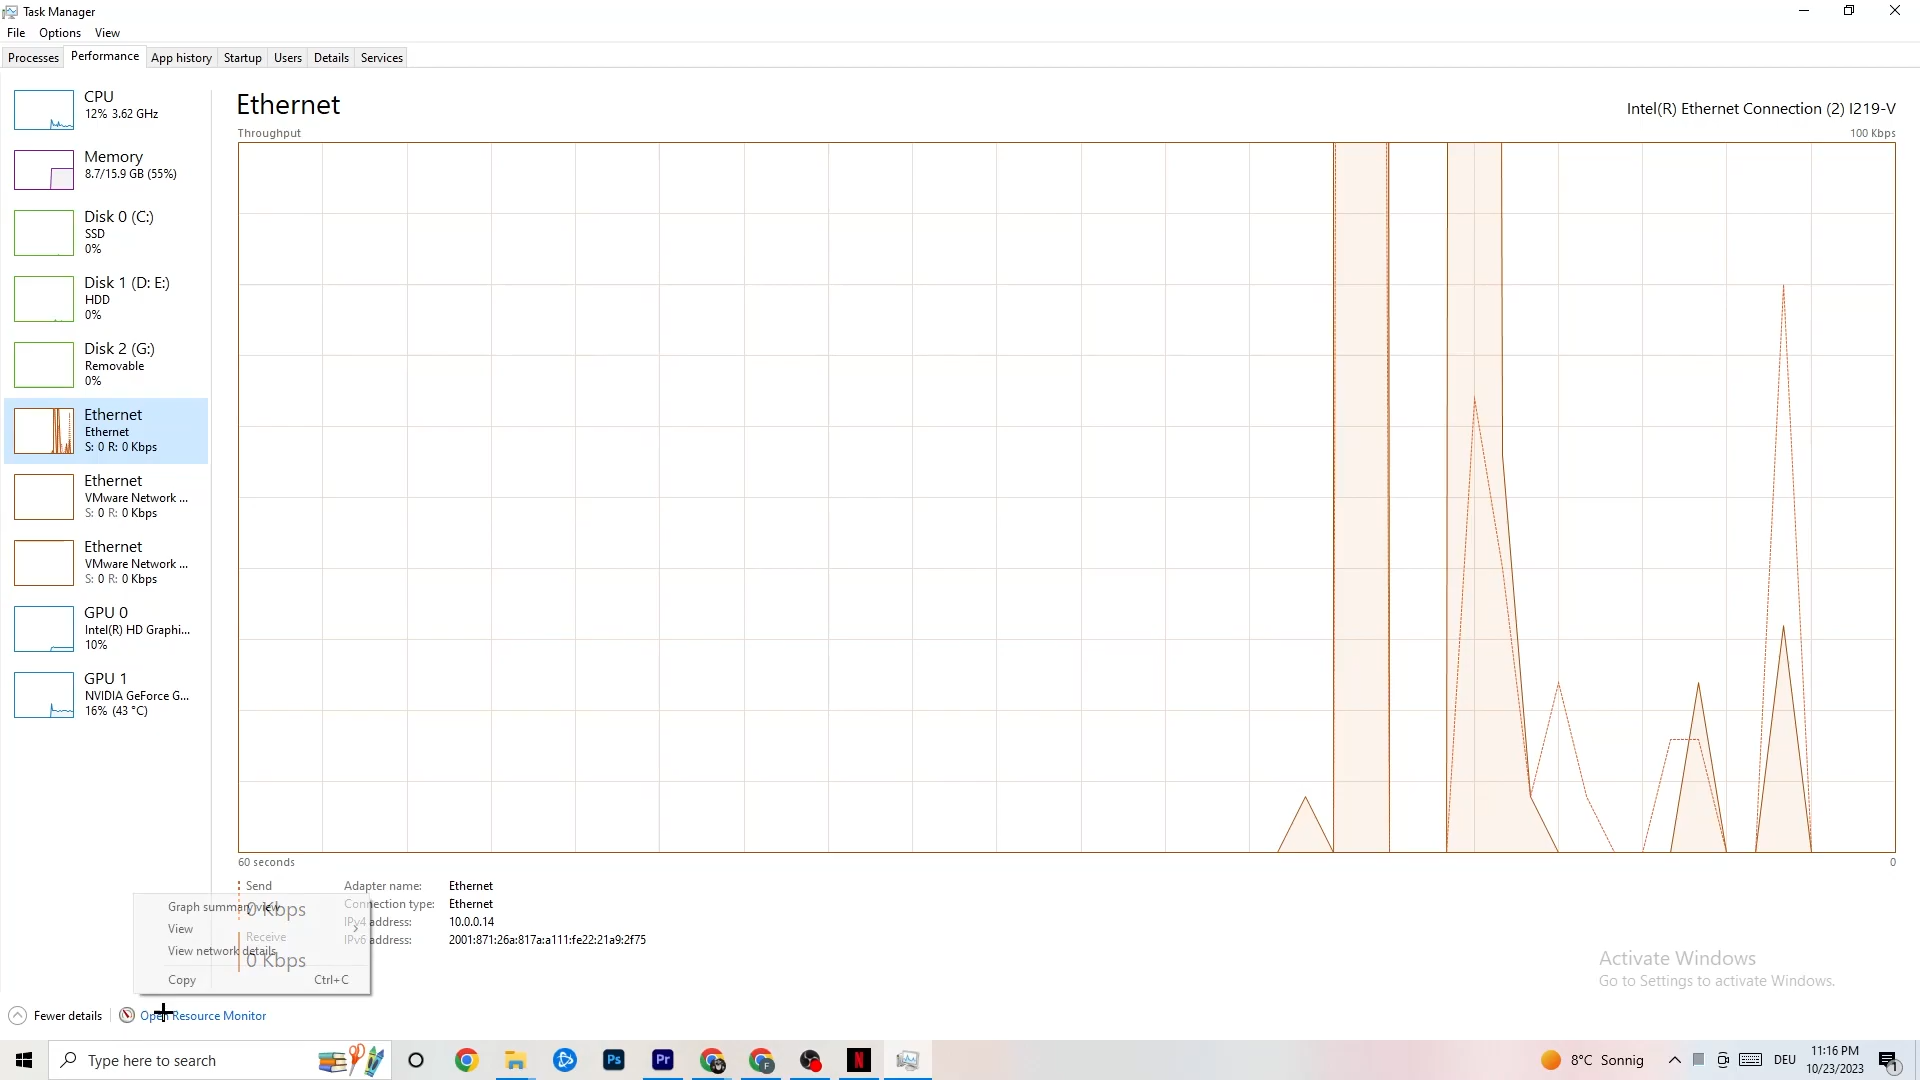 Task Manager
File Options View
Processes Performance App history Startup Users Details Services
CPU
12% 3.62 GHz
Memory
8.7/15.9 GB (55%)
Disk 0 (C:)
SSD
0%
Disk 1 (D: E:)
HDD
0%
Disk 2 (G:)
Removable
0%
Ethernet
Ethernet
S: 0 R: 0 Kbps
Ethernet
VMware Network ...
S: 0 R: 0 Kbps
Ethernet
VMware Network ...
S: 0 R: 0 Kbps
GPU 0
Intel(R) HD Graphi...
10%
GPU 1
NVIDIA GeForce G...
16% (43 °C)
Ethernet
Intel(R) Ethernet Connection (2) I219-V
Throughput
100 Kbps
60 seconds
0
Send
0 Kbps
Receive
0 Kbps
Adapter name: Ethernet
Connection type: Ethernet
IPv4 address: 10.0.0.14
IPv6 address: 2001:871:26a:817a:a111:fe22:21a9:2f75
Graph summary view
View
View network details
Copy Ctrl+C
Activate Windows
Go to Settings to activate Windows.
Fewer details
Open Resource Monitor
Type here to search
Ps
Pr
F
N
8°C Sonnig
DEU
11:16 PM
10/23/2023
1